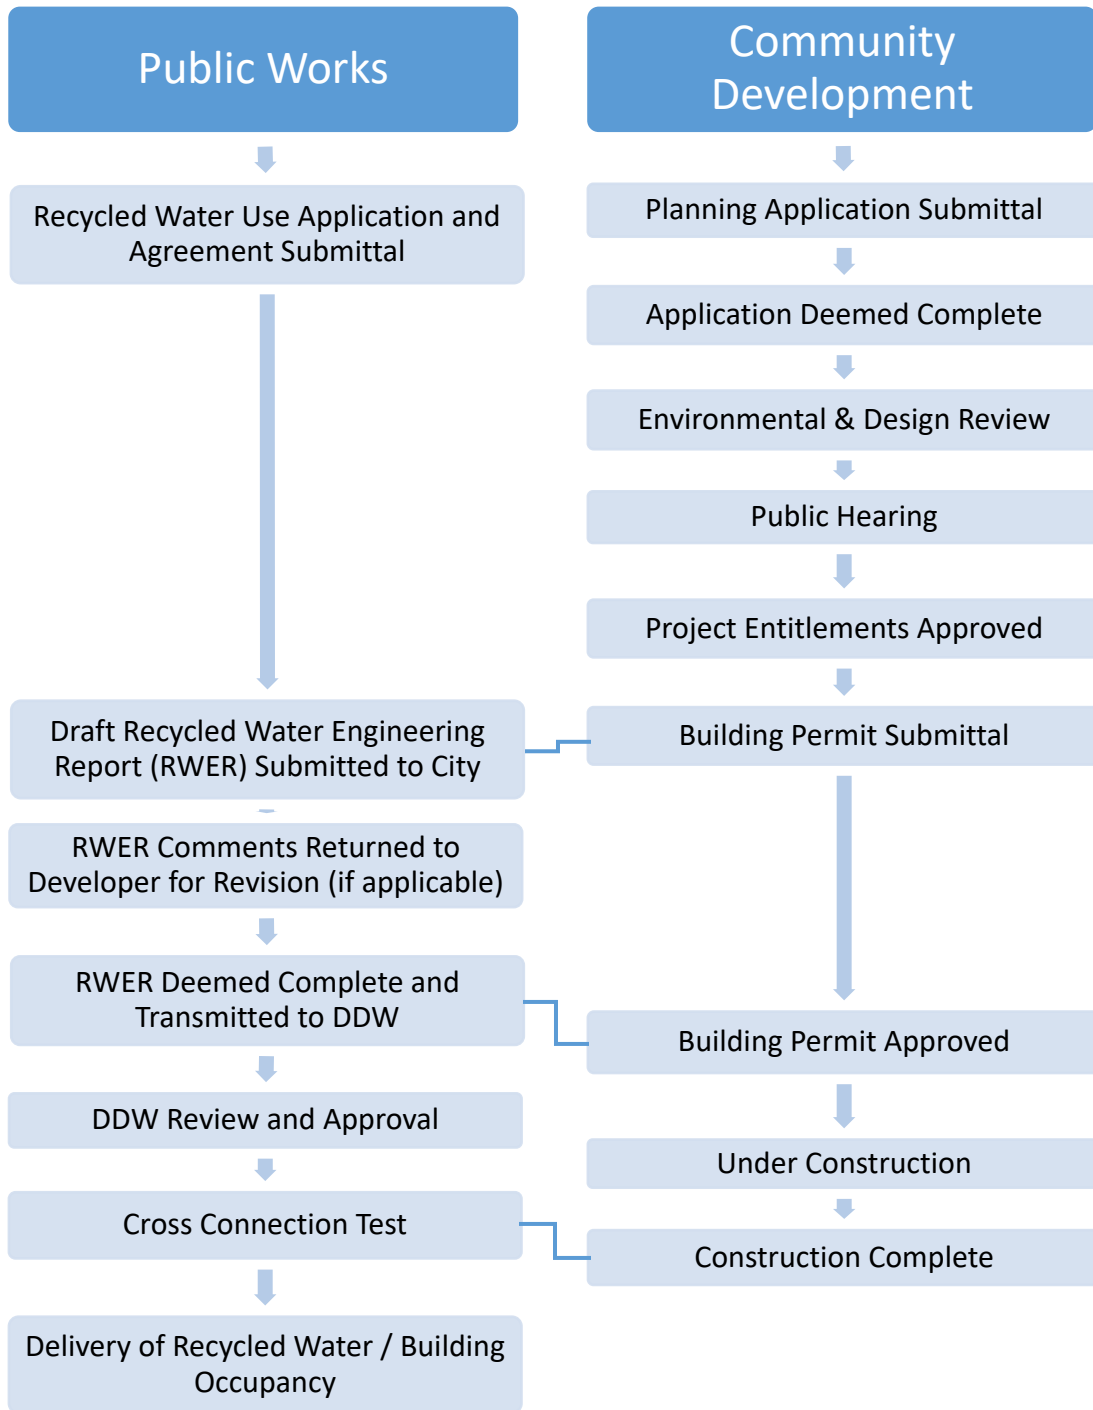 Public Works
Recycled Water Use Application and
Agreement Submittal
Draft Recycled Water Engineering
Report (RWER) Submitted to City
RWER Comments Returned to
Developer for Revision (if applicable)
RWER Deemed Complete and
Transmitted to DDW
DDW Review and Approval
Cross Connection Test
Delivery of Recycled Water / Building
Occupancy
Community
Development
Planning Application Submittal
Application Deemed Complete
Environmental & Design Review
Public Hearing
Project Entitlements Approved
Building Permit Submittal
Building Permit Approved
Under Construction
Construction Complete